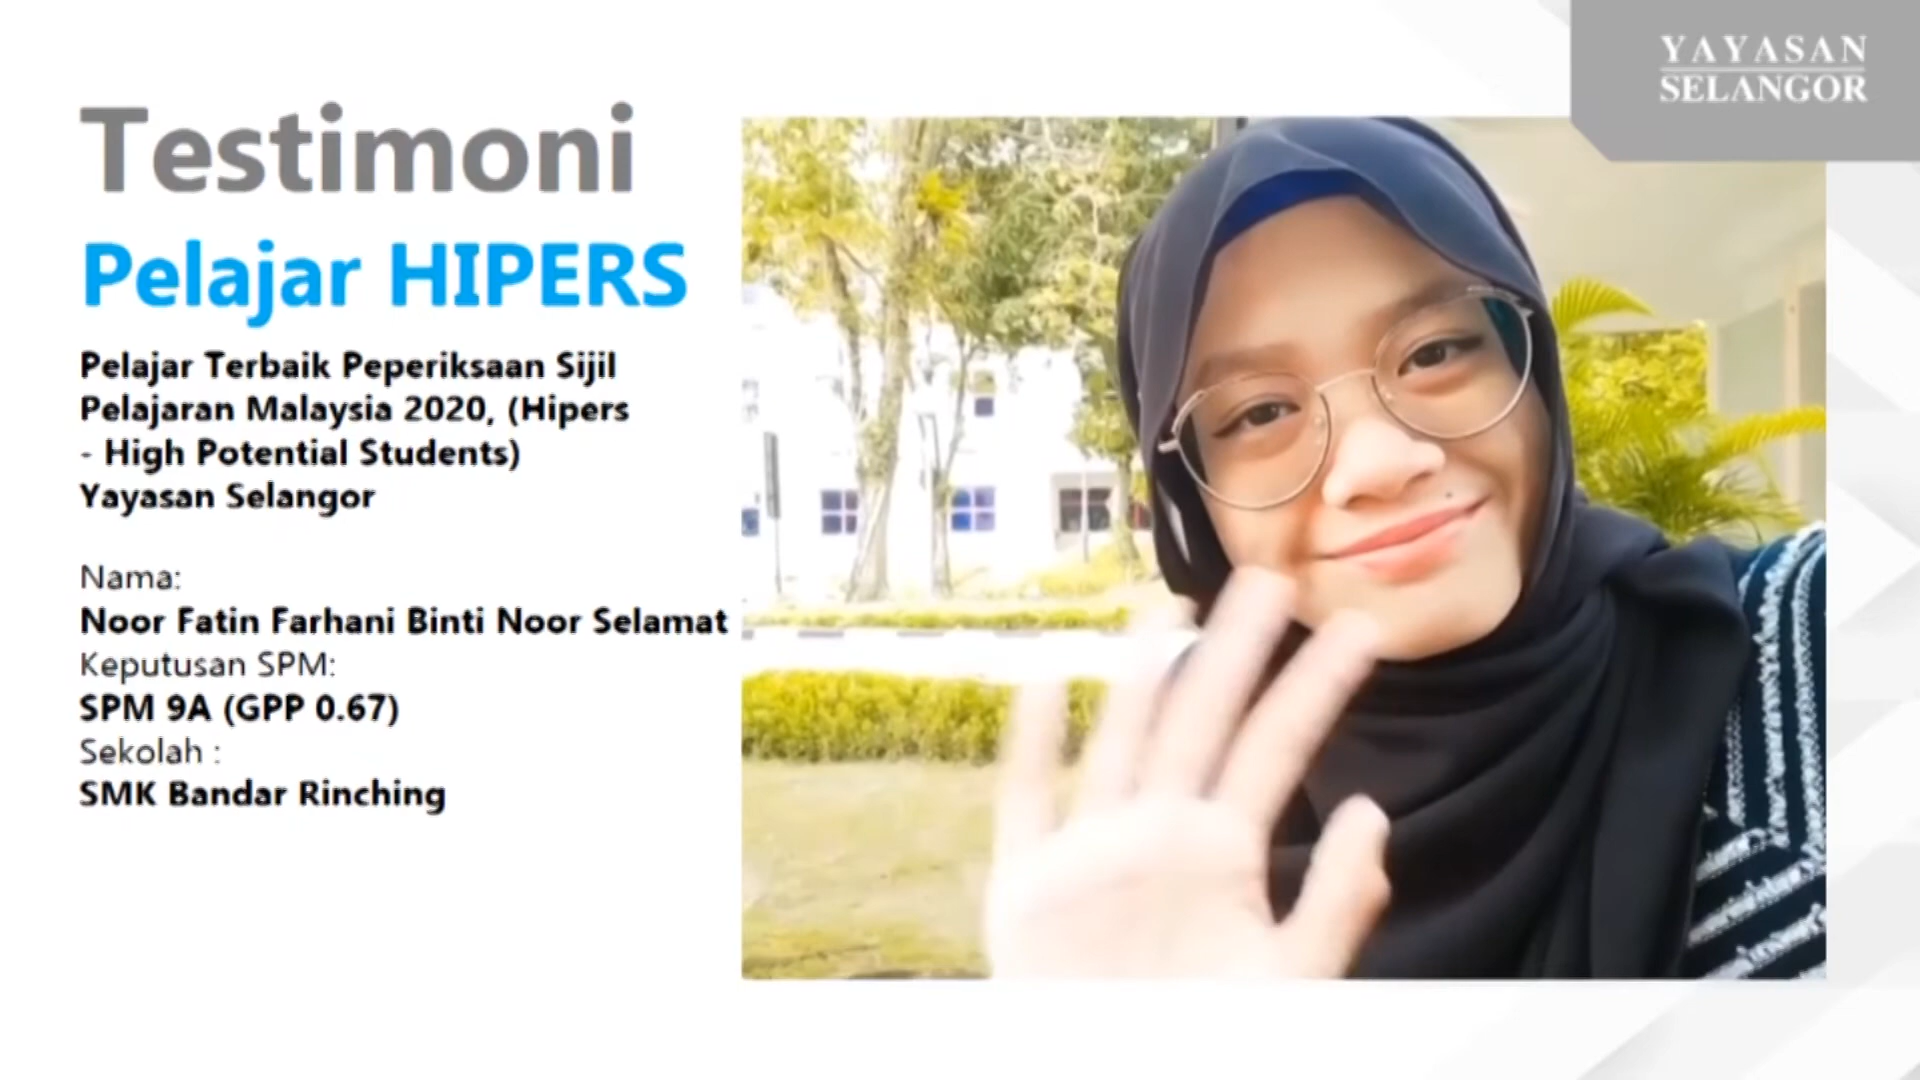 YAYASAN
SELANGOR
Testimoni
Pelajar HIPERS
Pelajar Terbaik Peperiksaan Sijil
Pelajaran Malaysia 2020, (Hipers
- High Potential Students)
Yayasan Selangor
Nama:
Noor Fatin Farhani Binti Noor Selamat
Keputusan SPM:
SPM 9A (GPP 0.67)
Sekolah :
SMK Bandar Rinching